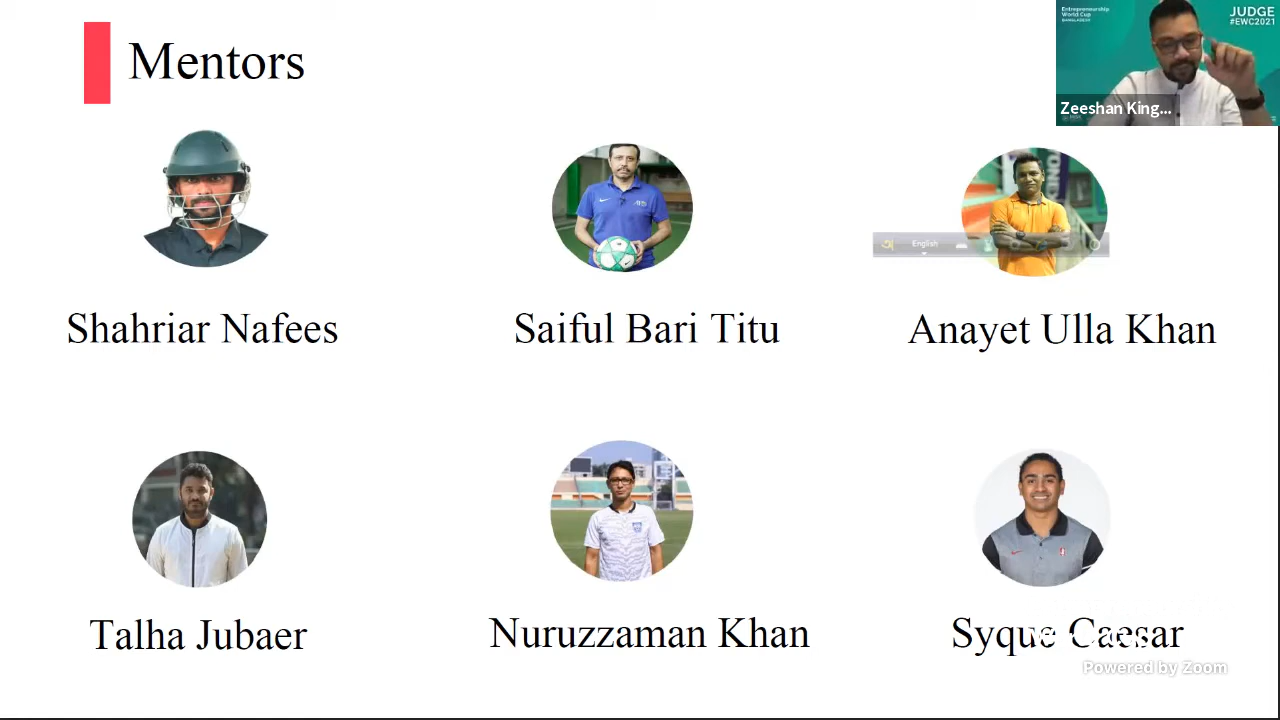 Mentors
Entrepreneurship
World Cup
BANGLADESH
JUDGE
#EWC2021
Zeeshan King...
অ English
Shahriar Nafees
Saiful Bari Titu
Anayet Ulla Khan
Talha Jubaer
Nuruzzaman Khan
Syque Caesar
Powered by Zoom